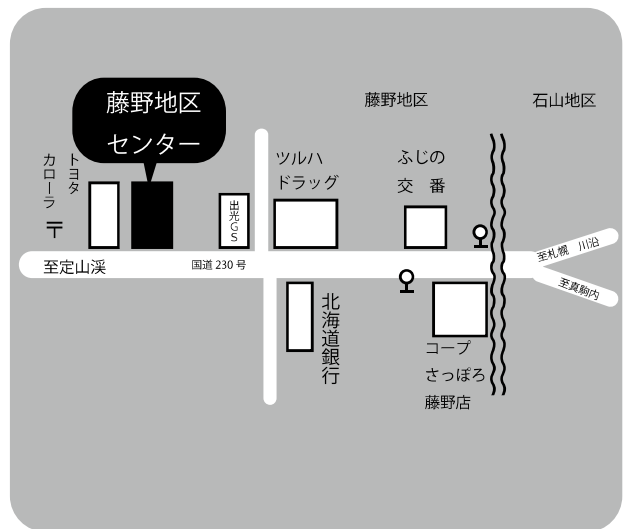 藤野地区
センター
藤野地区
石山地区
トヨタ
カローラ
〒
出光GS
ツルハ
ドラッグ
ふじの
交 番
至定山渓
国道230号
至札幌 川沿
至真駒内
北海道銀行
コープ
さっぽろ
藤野店